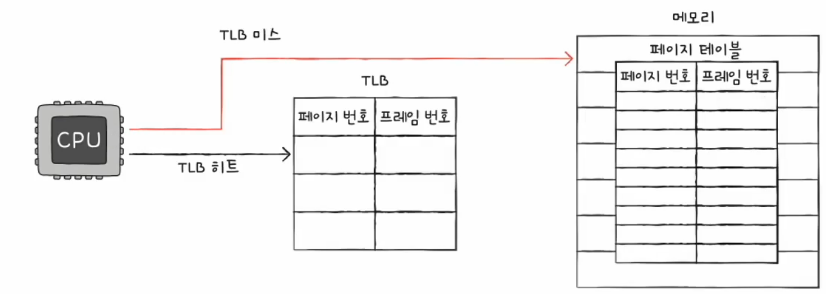 메모리
TLB 미스
페이지 테이블
TLB
페이지 번호 프레임 번호
페이지 번호 프레임 번호
CPU
TLB 히트